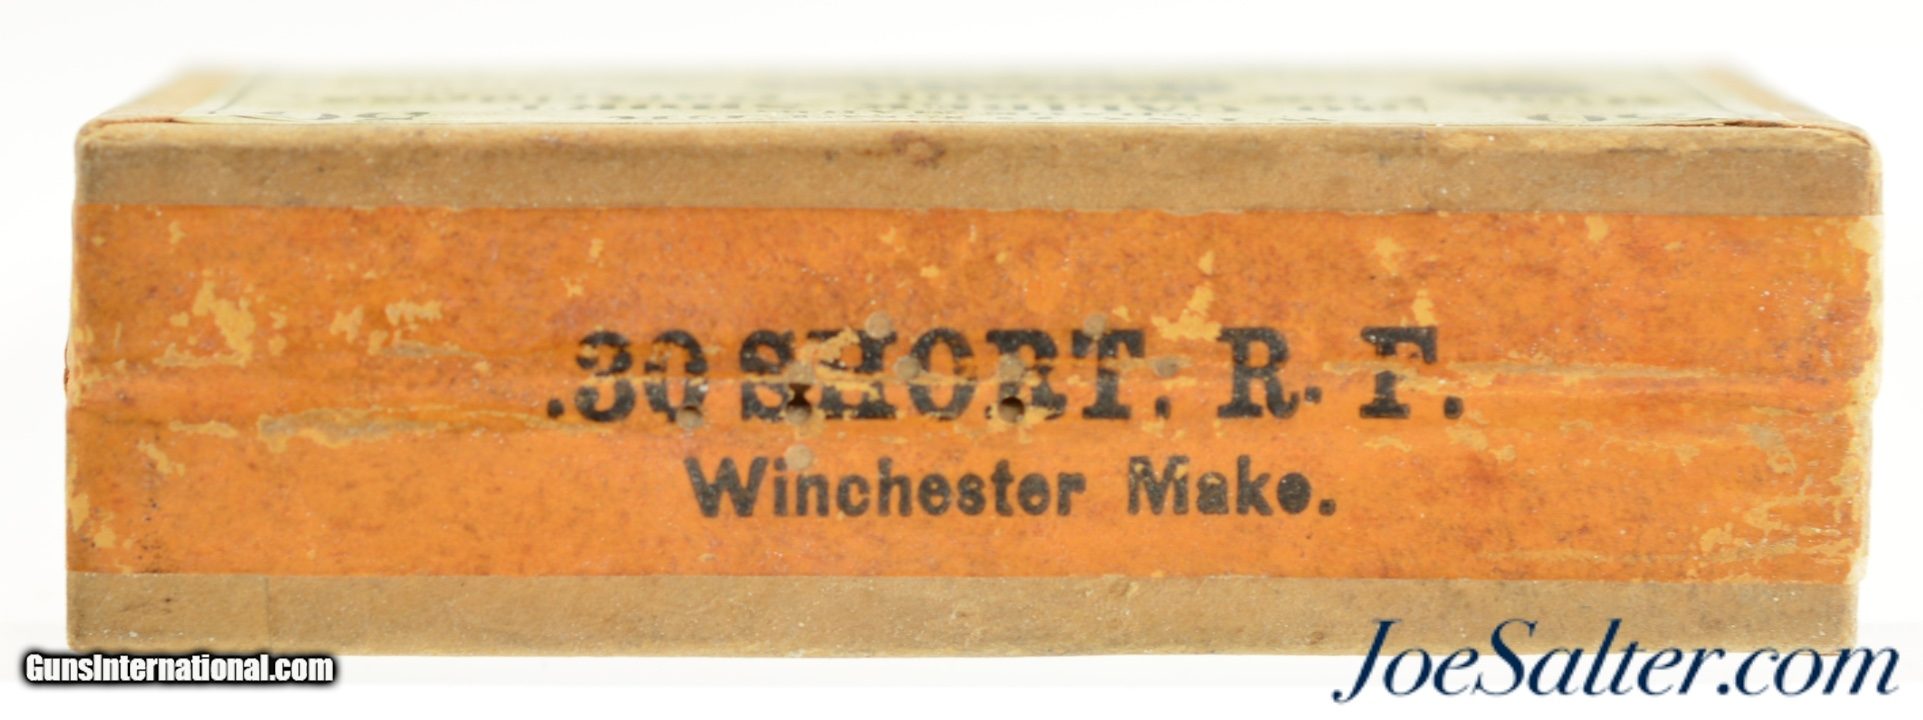 .30 SHORT. R. F.
Winchester Make.
GunsInternational.com
JoeSalter.com